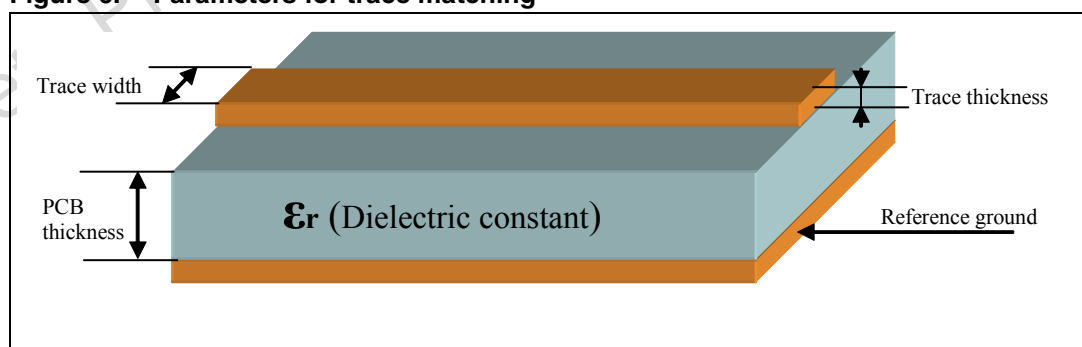 Parameters for trace matching
Trace width
Trace thickness
PCB
thickness
εr (Dielectric constant)
Reference ground